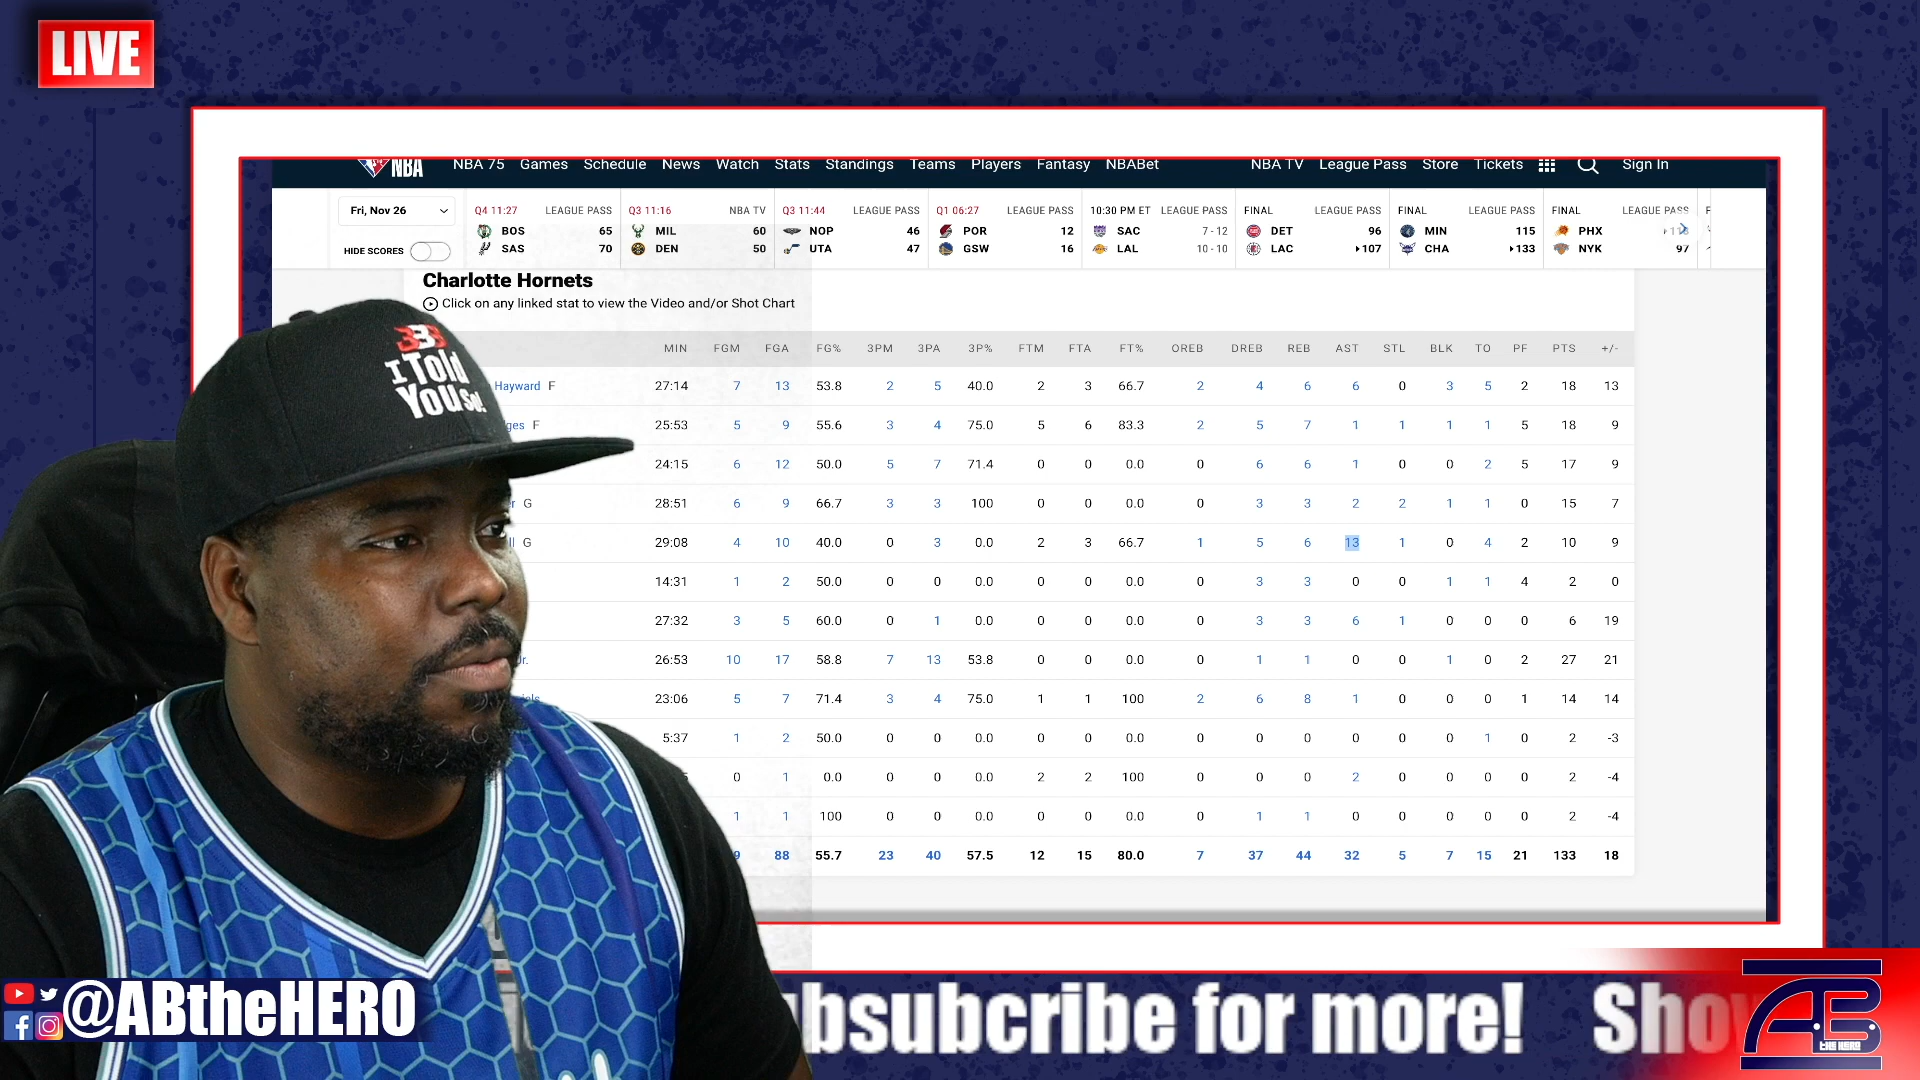 LIVE
NBA NBA 75 Games Schedule News Watch Stats Standings Teams Players Fantasy NBABet NBA TV League Pass Store Tickets Sign In
Fri, Nov 26
HIDE SCORES
Q4 11:27 LEAGUE PASS
BOS 65
SAS 70
Q3 11:16 NBA TV
MIL 60
DEN 50
Q3 11:44 LEAGUE PASS
NOP 46
UTA 47
Q1 06:27 LEAGUE PASS
POR 12
GSW 16
10:30 PM ET LEAGUE PASS
SAC 7 - 12
LAL 10 - 10
FINAL LEAGUE PASS
DET 96
LAC 107
FINAL LEAGUE PASS
MIN 115
CHA 133
FINAL LEAGUE PASS
PHX
NYK 97
Charlotte Hornets
Click on any linked stat to view the Video and/or Shot Chart
MIN FGM FGA FG% 3PM 3PA 3P% FTM FTA FT% OREB DREB REB AST STL BLK TO PF PTS +/-
Hayward F 27:14 7 13 53.8 2 5 40.0 2 3 66.7 2 4 6 6 0 3 5 2 18 13
ges F 25:53 5 9 55.6 3 4 75.0 5 6 83.3 2 5 7 1 1 1 1 5 18 9
24:15 6 12 50.0 5 7 71.4 0 0 0.0 0 6 6 1 0 0 2 5 17 9
er G 28:51 6 9 66.7 3 3 100 0 0 0.0 0 3 3 2 2 1 1 0 15 7
ll G 29:08 4 10 40.0 0 3 0.0 2 3 66.7 1 5 6 13 1 0 4 2 10 9
14:31 1 2 50.0 0 0 0.0 0 0 0.0 0 3 3 0 0 1 1 4 2 0
27:32 3 5 60.0 0 1 0.0 0 0 0.0 0 3 3 6 1 0 0 0 6 19
Jr. 26:53 10 17 58.8 7 13 53.8 0 0 0.0 0 1 1 0 0 1 0 2 27 21
iels 23:06 5 7 71.4 3 4 75.0 1 1 100 2 6 8 1 0 0 0 1 14 14
5:37 1 2 50.0 0 0 0.0 0 0 0.0 0 0 0 0 0 0 1 0 2 -3
0 1 0.0 0 0 0.0 2 2 100 0 0 0 2 0 0 0 0 2 -4
1 1 100 0 0 0.0 0 0 0.0 0 1 1 0 0 0 0 0 2 -4
9 88 55.7 23 40 57.5 12 15 80.0 7 37 44 32 5 7 15 21 133 18
BBB
I Told
You So!
@ABtheHERO
ubsubcribe for more! Sho
AB
THE HERO